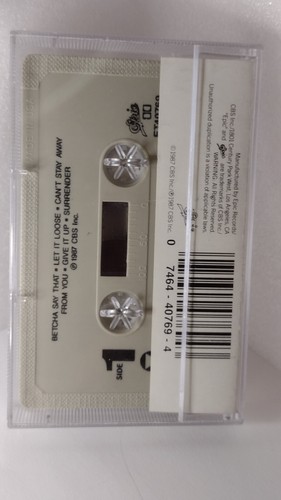 Epic
ET40769
BETCHA SAY THAT • LET IT LOOSE • CAN'T STAY AWAY
FROM YOU • GIVE IT UP • SURRENDER
℗ 1987 CBS Inc.
SIDE 1
Manufactured by Epic Records/
CBS Inc./1801 Century Park West, Los Angeles, CA
"Epic" and Epic are trademarks of CBS Inc./
WARNING: All Rights Reserved.
Unauthorized duplication is a violation of applicable laws.
© 1987 CBS Inc./℗ 1987 CBS Inc.
0 7464-40769-4